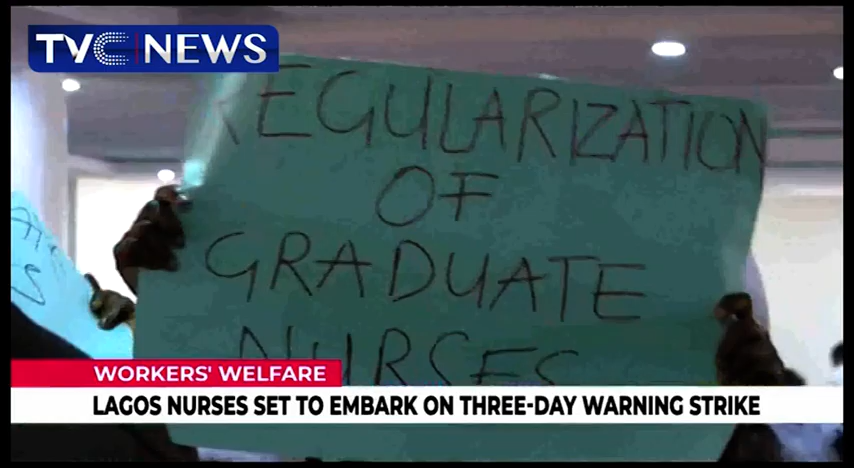 TVC NEWS
REGULARIZATION
OF
GRADUATE
NURSES
WORKERS' WELFARE
LAGOS NURSES SET TO EMBARK ON THREE-DAY WARNING STRIKE